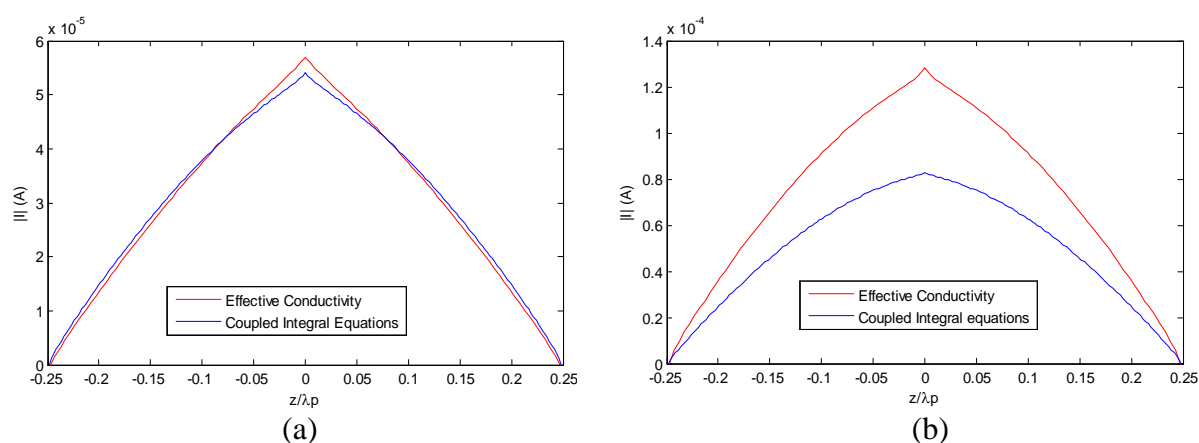 x 10^-5
6
5
4
3
2
1
0
|I| (A)
-0.25 -0.2 -0.15 -0.1 -0.05 0 0.05 0.1 0.15 0.2 0.25
z/λp
Effective Conductivity
Coupled Integral Equations
(a)
x 10^-4
1.4
1.2
1
0.8
0.6
0.4
0.2
0
|I| (A)
-0.25 -0.2 -0.15 -0.1 -0.05 0 0.05 0.1 0.15 0.2 0.25
z/λp
Effective Conductivity
Coupled Integral equations
(b)